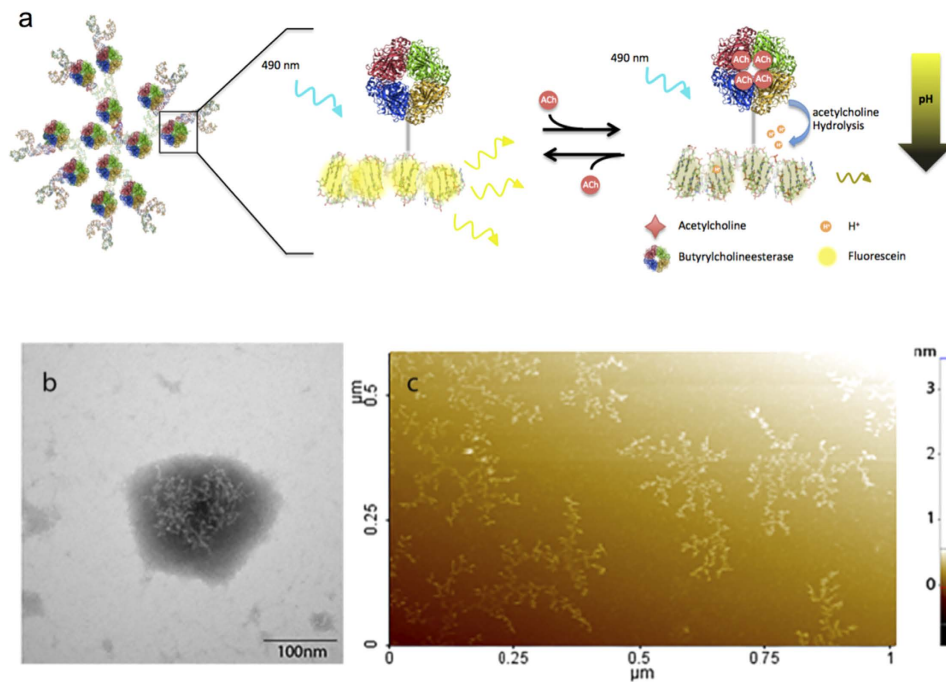 a
490 nm
490 nm
ACh
ACh
ACh
ACh
ACh
ACh
acetylcholine
Hydrolysis
pH
H⁺
H⁺
H⁺
Acetylcholine
H⁺
H⁺
Butyrylcholineesterase
Fluorescein
b
100nm
c
µm
0.5
0.25
0
0
0.25
0.5
0.75
1
µm
nm
3
2
1
0